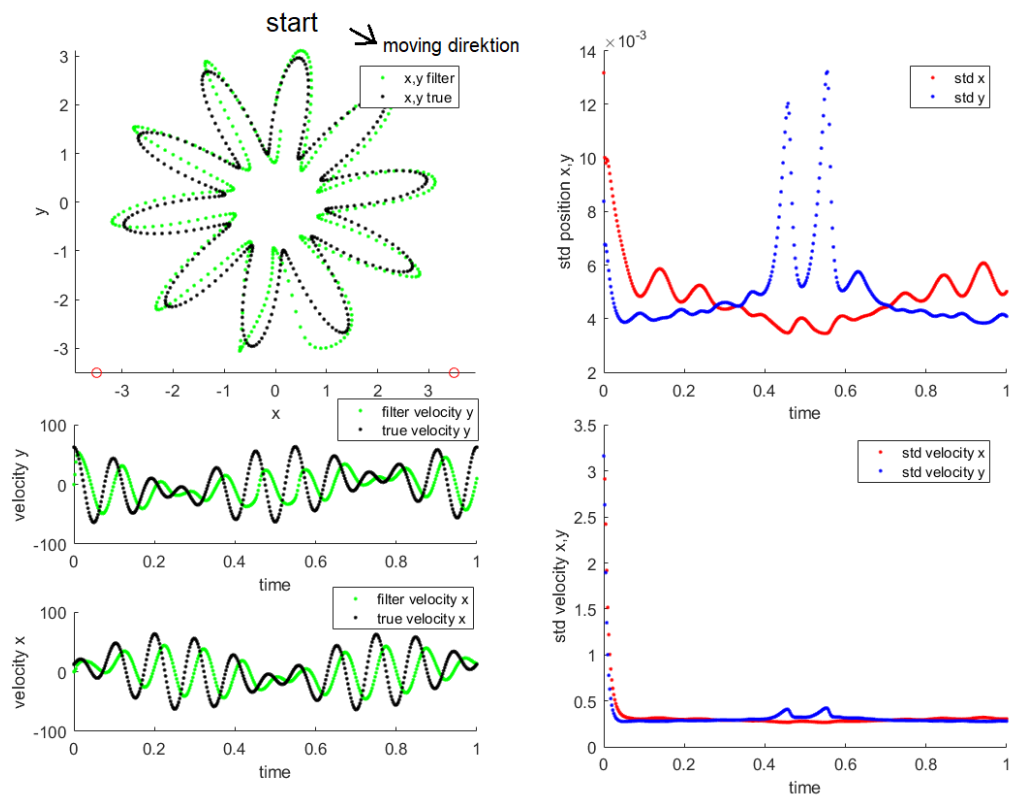 start
moving direktion
x,y filter
x,y true
3
2
1
0
-1
-2
-3
y
-3
-2
-1
0
1
2
3
x
filter velocity y
true velocity y
100
0
-100
velocity y
0
0.2
0.4
0.6
0.8
1
time
filter velocity x
true velocity x
100
0
-100
velocity x
0
0.2
0.4
0.6
0.8
1
time
×10⁻³
std x
std y
14
12
10
8
6
4
2
std position x,y
0
0.2
0.4
0.6
0.8
1
time
std velocity x
std velocity y
3.5
3
2.5
2
1.5
1
0.5
0
std velocity x,y
0
0.2
0.4
0.6
0.8
1
time